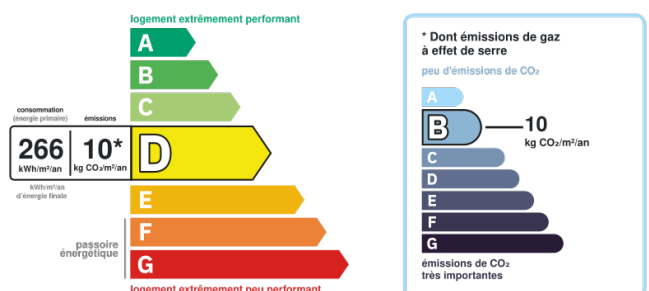 logement extrêmement performant
A
B
C
consommation
(énergie primaire)
émissions
266
kWh/m²/an
10*
kg CO₂/m²/an
D
kWh/m²/an
d'énergie finale
E
F
G
passoire
énergétique
logement extrêmement peu performant
* Dont émissions de gaz
à effet de serre
peu d'émissions de CO₂
A
B
10
kg CO₂/m²/an
C
D
E
F
G
émissions de CO₂
très importantes